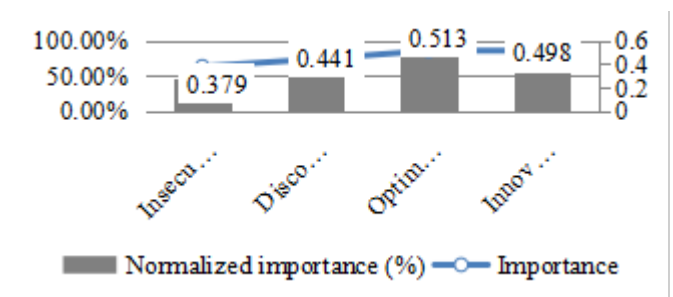 100.00%
50.00%
0.00%
0.379
0.441
0.513
0.498
0.6
0.4
0.2
0
Insecu...
Disco...
Optim...
Innov...
Normalized importance (%) Importance